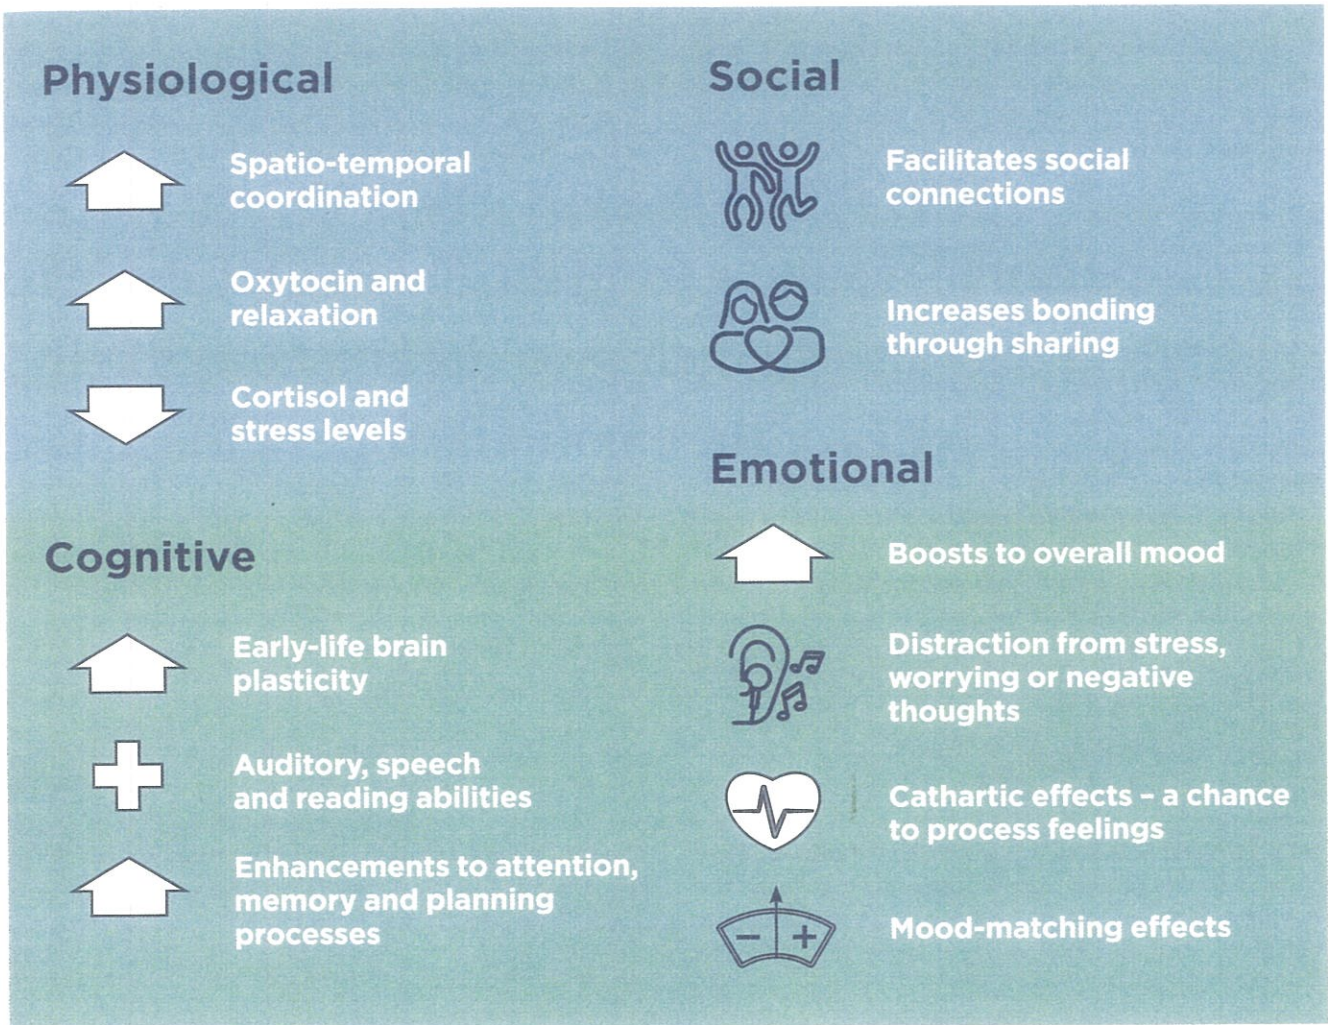 Physiological
Spatio-temporal
coordination
Oxytocin and
relaxation
Cortisol and
stress levels
Cognitive
Early-life brain
plasticity
Auditory, speech
and reading abilities
Enhancements to attention,
memory and planning
processes
Social
Facilitates social
connections
Increases bonding
through sharing
Emotional
Boosts to overall mood
Distraction from stress,
worrying or negative
thoughts
Cathartic effects – a chance
to process feelings
Mood-matching effects